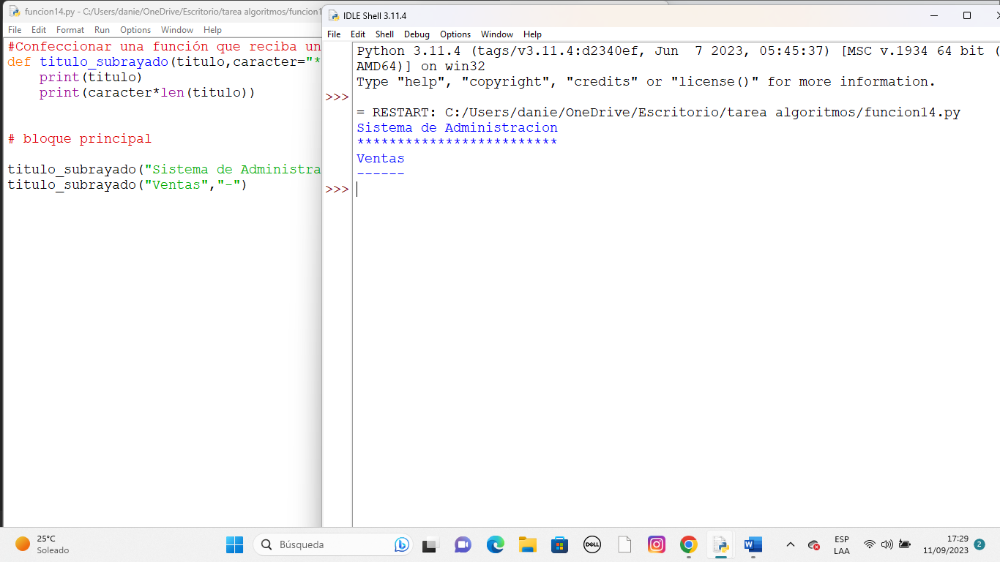 funcion14.py - C:/Users/danie/OneDrive/Escritorio/tarea algoritmos/funcion1
File Edit Format Run Options Window Help
#Confeccionar una función que reciba un
def titulo_subrayado(titulo,caracter="*
    print(titulo)
    print(caracter*len(titulo))
# bloque principal
titulo_subrayado("Sistema de Administra
titulo_subrayado("Ventas","-")
IDLE Shell 3.11.4
File Edit Shell Debug Options Window Help
Python 3.11.4 (tags/v3.11.4:d2340ef, Jun  7 2023, 05:45:37) [MSC v.1934 64 bit (
AMD64)] on win32
Type "help", "copyright", "credits" or "license()" for more information.
>>>
= RESTART: C:/Users/danie/OneDrive/Escritorio/tarea algoritmos/funcion14.py
Sistema de Administracion
*************************
Ventas
------
>>>
25°C
Soleado
Búsqueda
DELL
ESP
LAA
17:29
11/09/2023
2